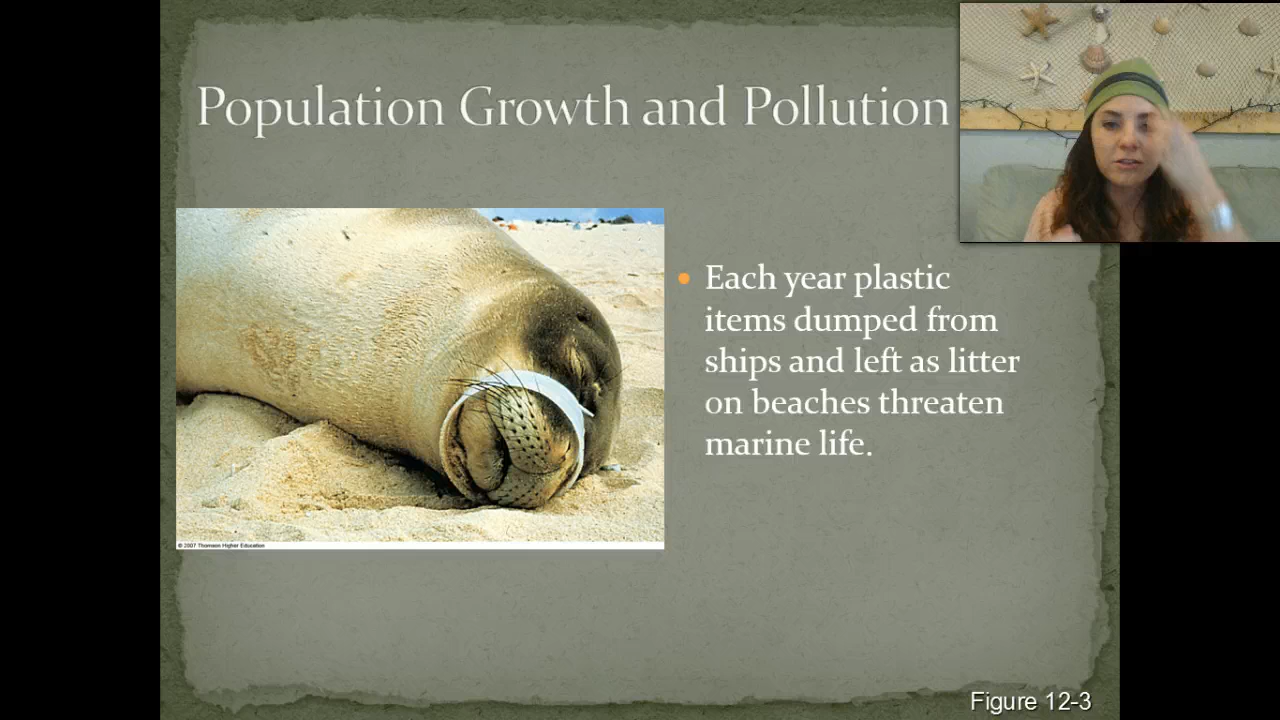 Population Growth and Pollution
• Each year plastic
items dumped from
ships and left as litter
on beaches threaten
marine life.
© 2007 Thomson Higher Education
Figure 12-3